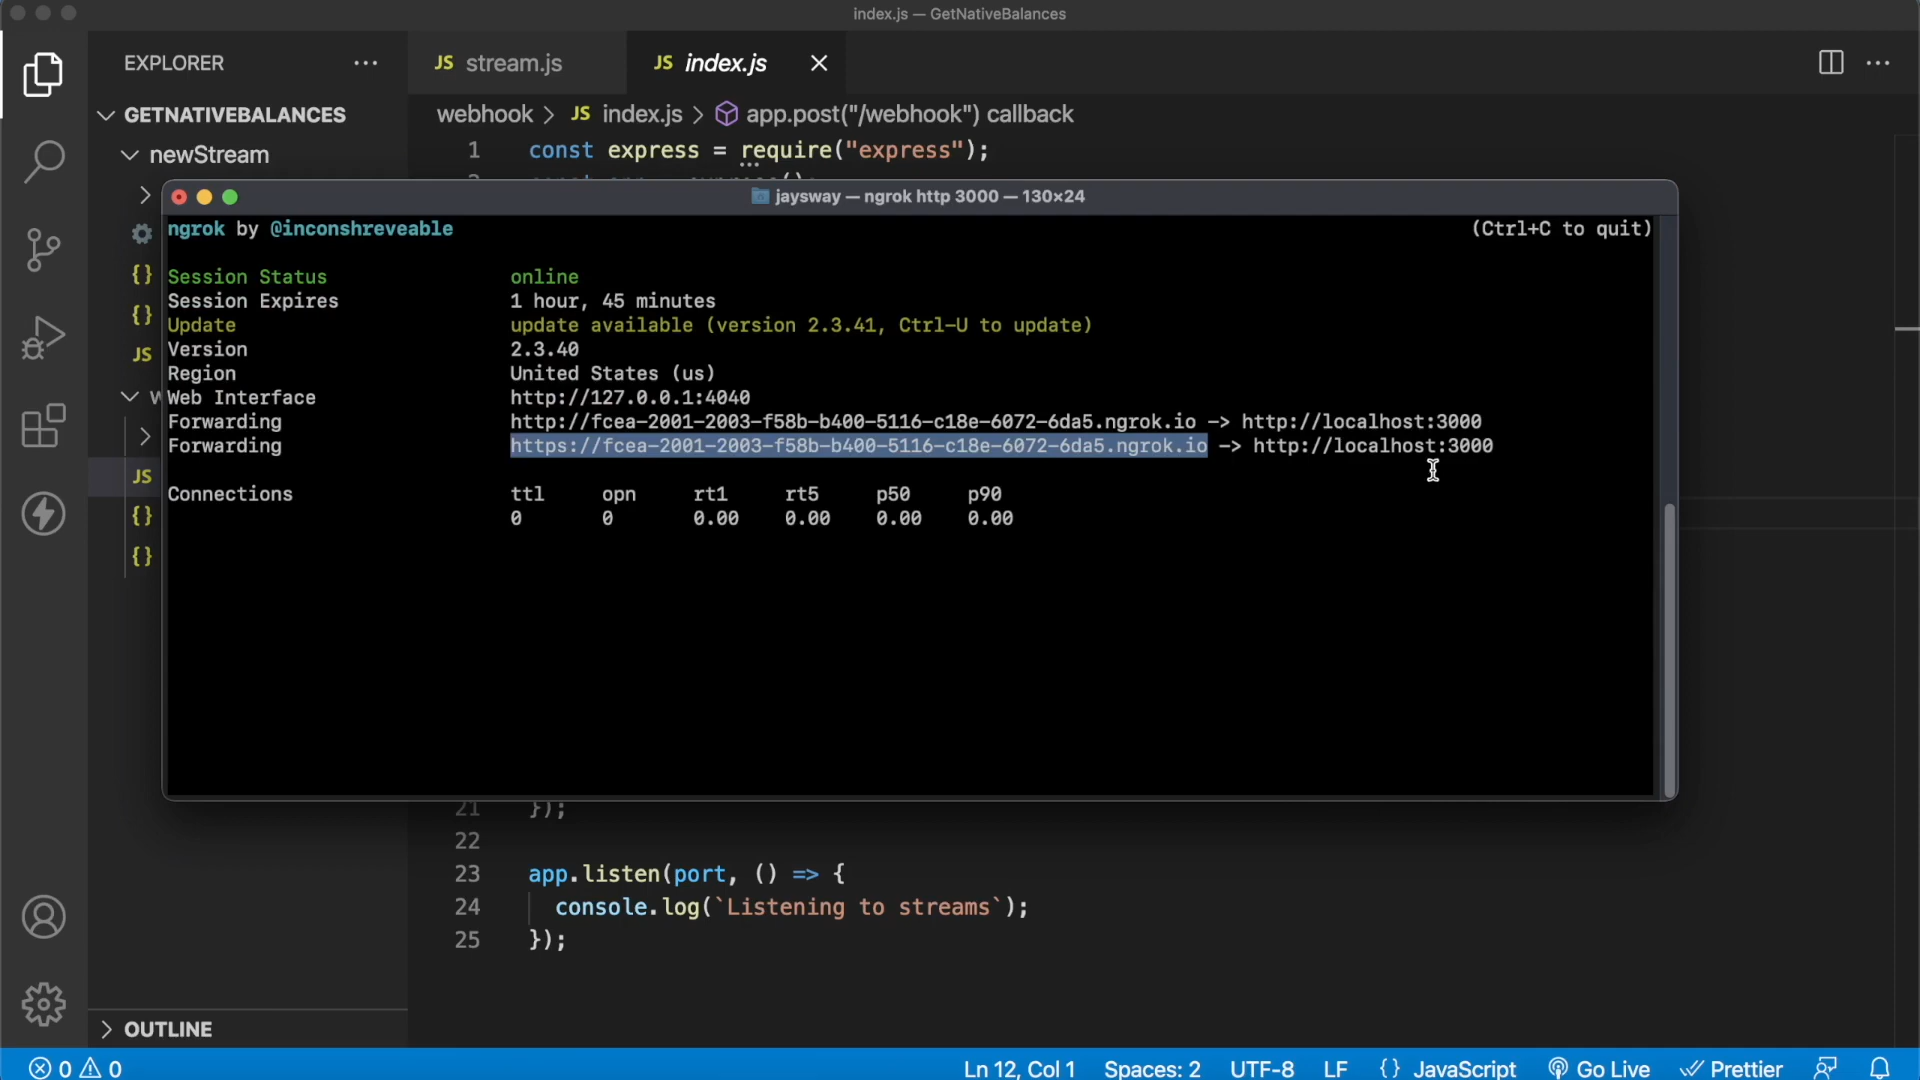 index.js — GetNativeBalances
EXPLORER
JS stream.js
JS index.js
GETNATIVEBALANCES
webhook > JS index.js > app.post("/webhook") callback
newStream
1 const express = require("express");
jaysway — ngrok http 3000 — 130×24
ngrok by @inconshreveable (Ctrl+C to quit)
{} Session Status online
Session Expires 1 hour, 45 minutes
{} Update update available (version 2.3.41, Ctrl-U to update)
JS Version 2.3.40
Region United States (us)
Web Interface http://127.0.0.1:4040
Forwarding http://fcea-2001-2003-f58b-b400-5116-c18e-6072-6da5.ngrok.io -> http://localhost:3000
Forwarding https://fcea-2001-2003-f58b-b400-5116-c18e-6072-6da5.ngrok.io -> http://localhost:3000
JS
Connections ttl opn rt1 rt5 p50 p90
{} 0 0 0.00 0.00 0.00 0.00
{}
21 });
22
23 app.listen(port, () => {
24 console.log(`Listening to streams`);
25 });
OUTLINE
0 0 Ln 12, Col 1 Spaces: 2 UTF-8 LF {} JavaScript Go Live Prettier